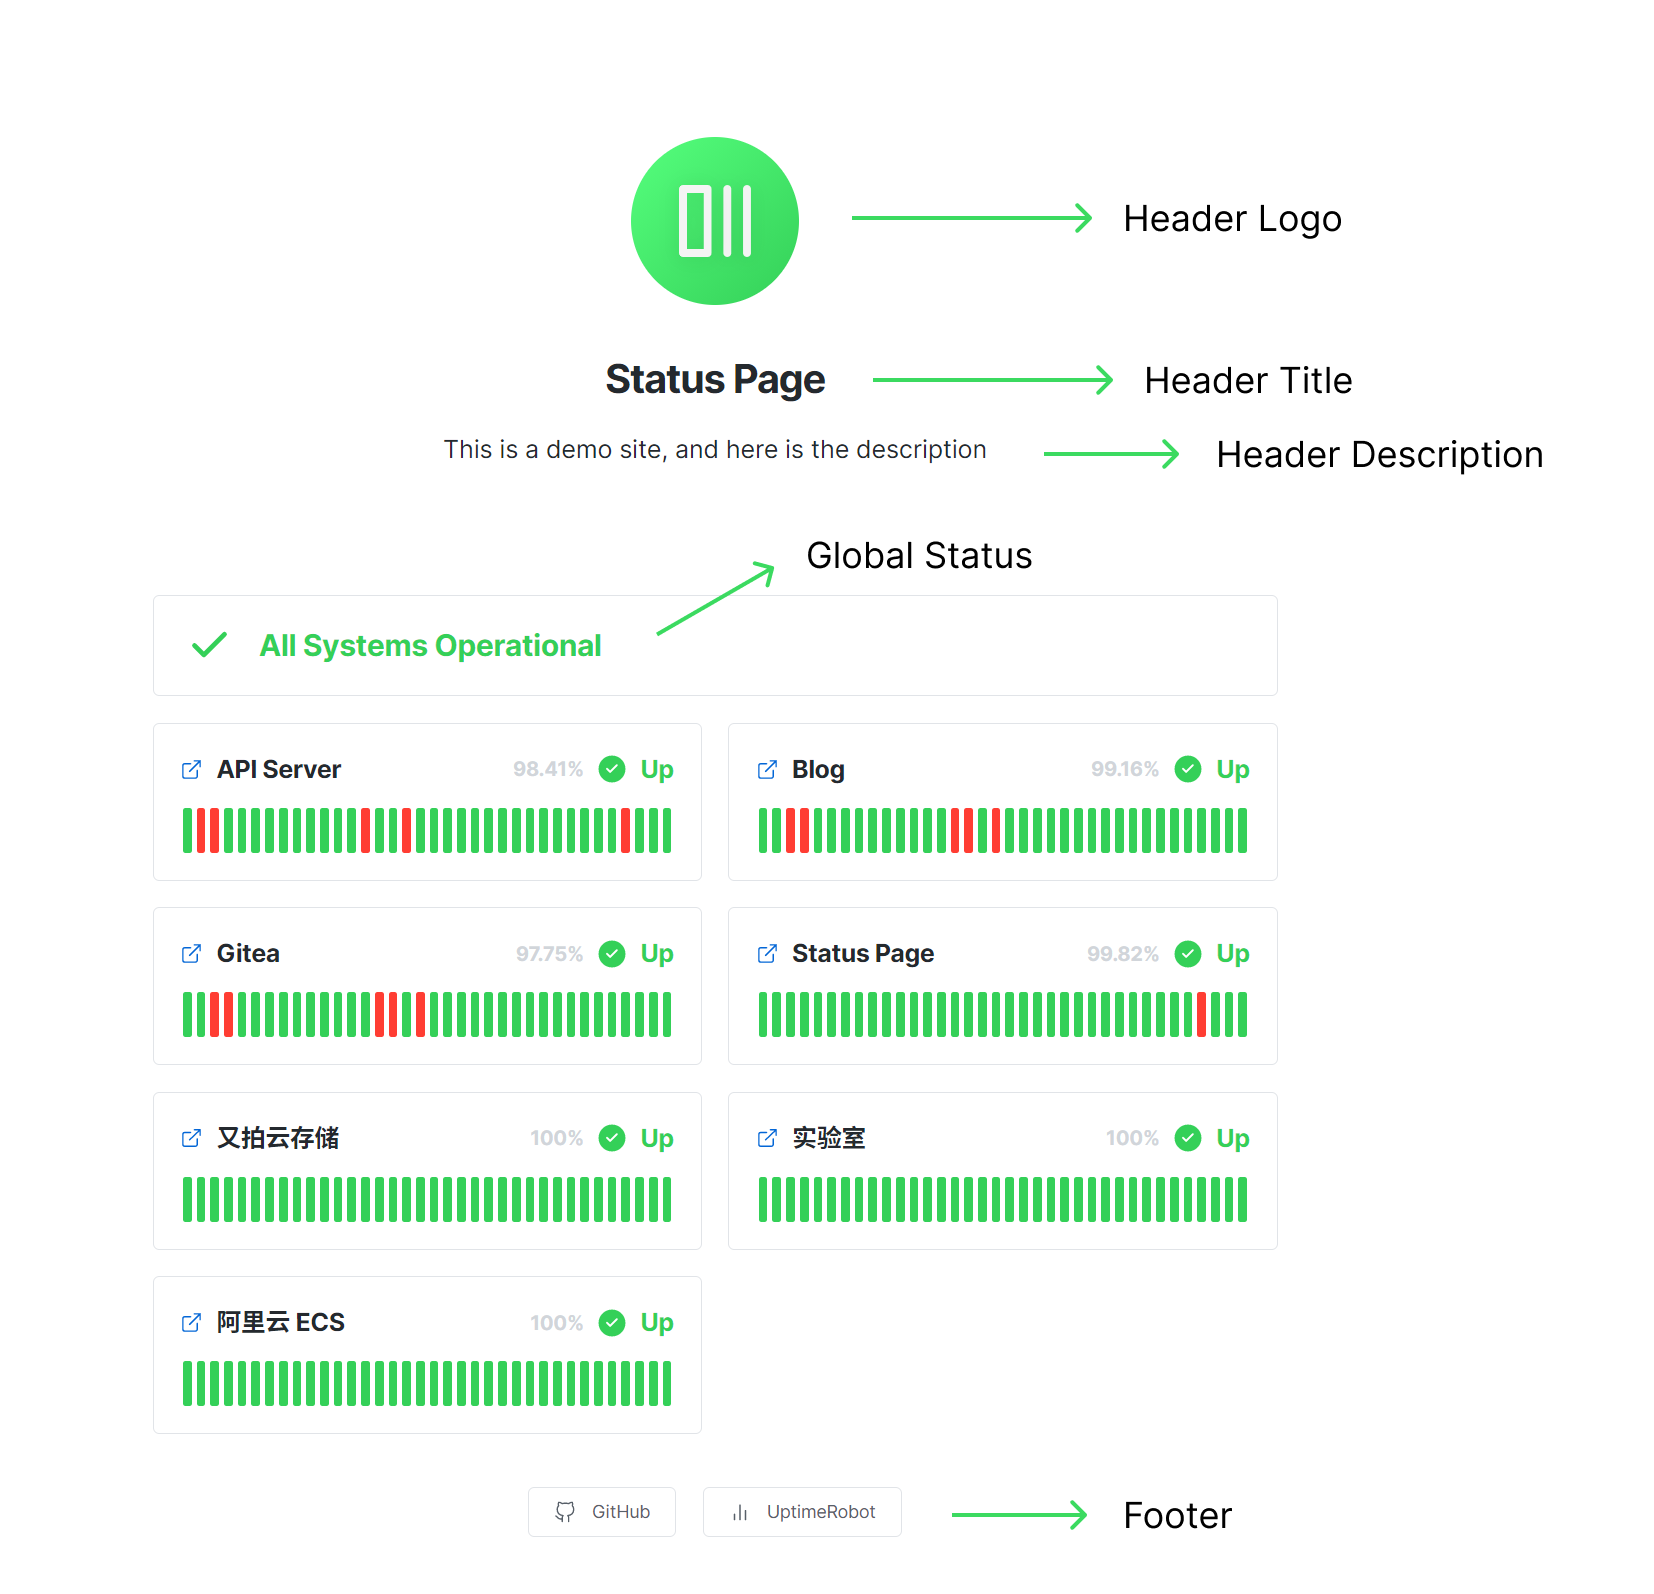 Header Logo
Status Page
Header Title
This is a demo site, and here is the description
Header Description
Global Status
All Systems Operational
API Server 98.41% Up
Blog 99.16% Up
Gitea 97.75% Up
Status Page 99.82% Up
又拍云存储 100% Up
实验室 100% Up
阿里云 ECS 100% Up
GitHub
UptimeRobot
Footer